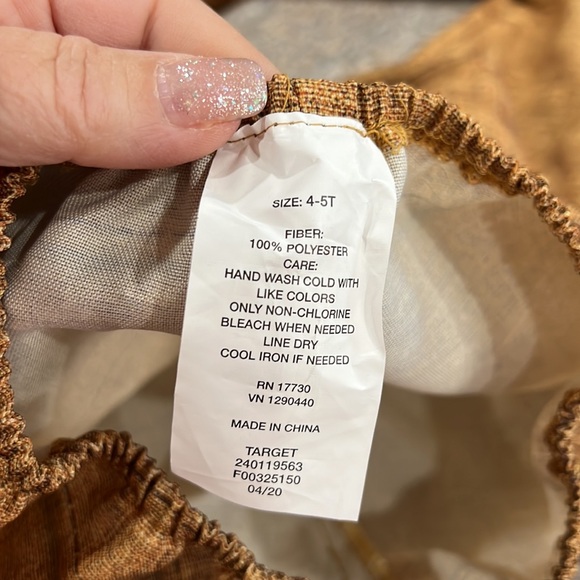 SIZE: 4-5T
FIBER:
100% POLYESTER
CARE:
HAND WASH COLD WITH
LIKE COLORS
ONLY NON-CHLORINE
BLEACH WHEN NEEDED
LINE DRY
COOL IRON IF NEEDED
RN 17730
VN 1290440
MADE IN CHINA
TARGET
240119563
F00325150
04/20